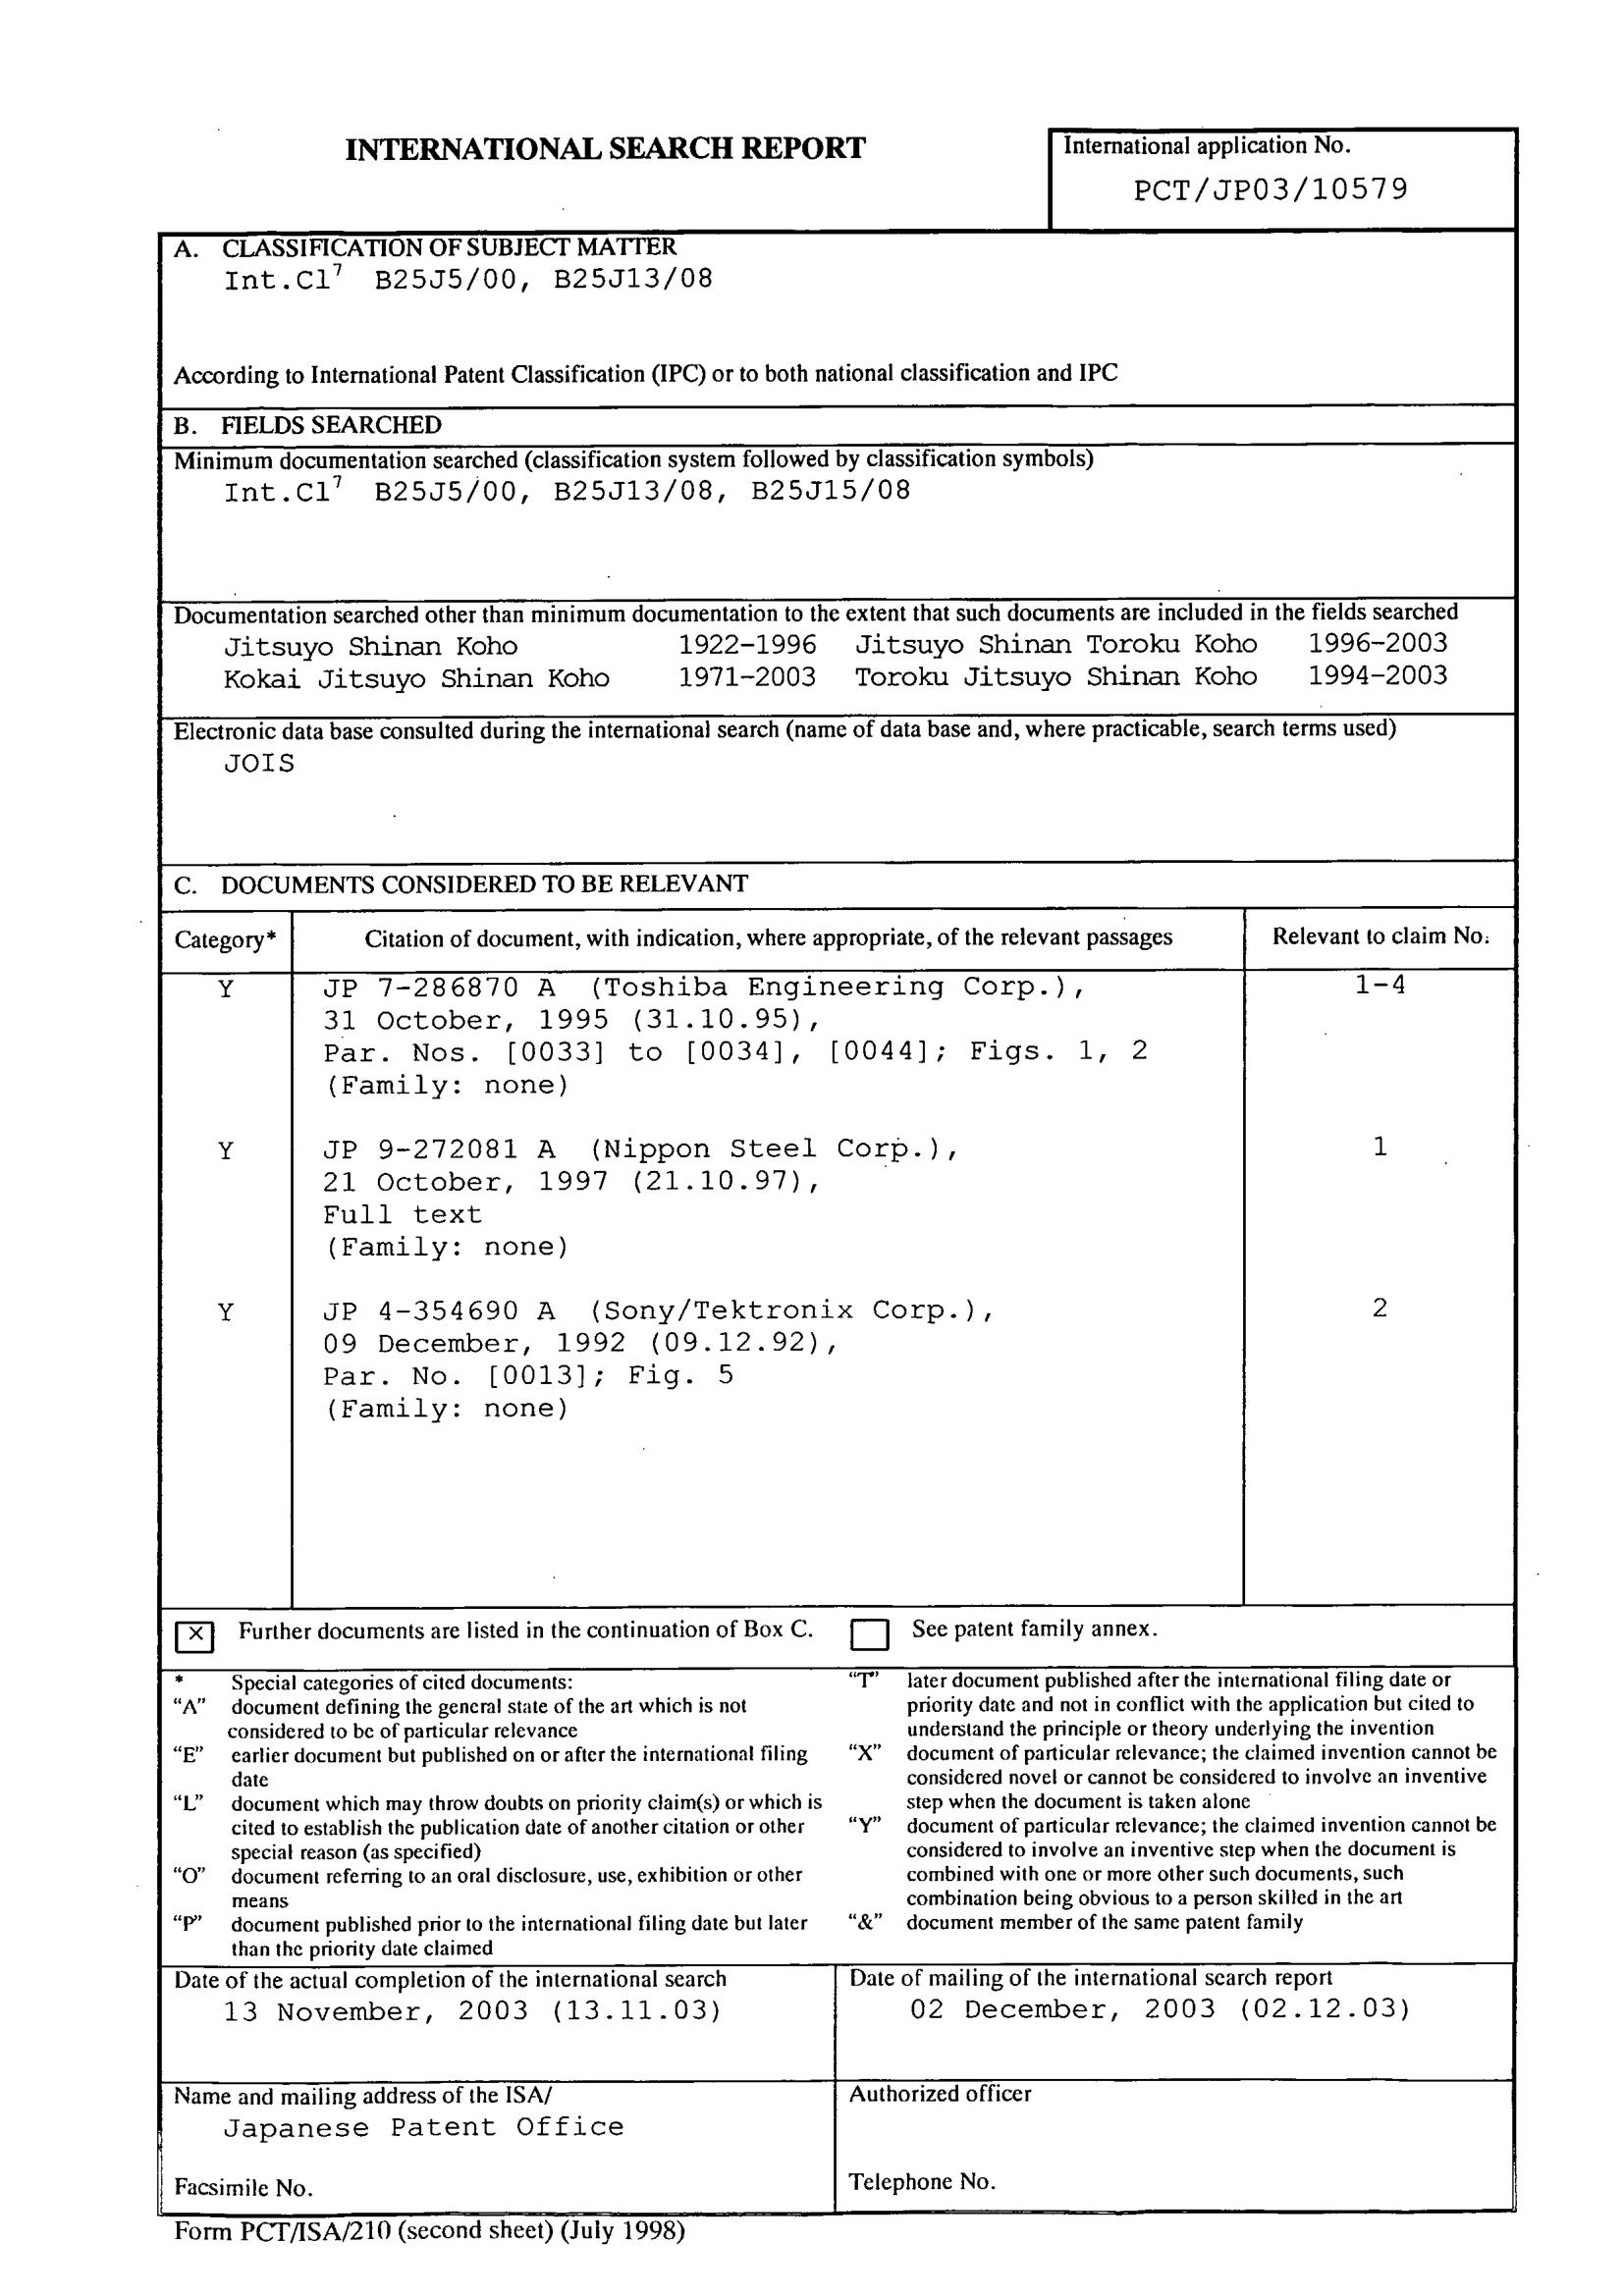 INTERNATIONAL SEARCH REPORT
International application No.
PCT/JP03/10579
A. CLASSIFICATION OF SUBJECT MATTER
Int.Cl⁷ B25J5/00, B25J13/08
According to International Patent Classification (IPC) or to both national classification and IPC
B. FIELDS SEARCHED
Minimum documentation searched (classification system followed by classification symbols)
Int.Cl⁷ B25J5/00, B25J13/08, B25J15/08
Documentation searched other than minimum documentation to the extent that such documents are included in the fields searched
Jitsuyo Shinan Koho 1922-1996 Jitsuyo Shinan Toroku Koho 1996-2003
Kokai Jitsuyo Shinan Koho 1971-2003 Toroku Jitsuyo Shinan Koho 1994-2003
Electronic data base consulted during the international search (name of data base and, where practicable, search terms used)
JOIS
C. DOCUMENTS CONSIDERED TO BE RELEVANT
Category* Citation of document, with indication, where appropriate, of the relevant passages Relevant to claim No.
Y JP 7-286870 A (Toshiba Engineering Corp.), 1-4
31 October, 1995 (31.10.95),
Par. Nos. [0033] to [0034], [0044]; Figs. 1, 2
(Family: none)
Y JP 9-272081 A (Nippon Steel Corp.), 1
21 October, 1997 (21.10.97),
Full text
(Family: none)
Y JP 4-354690 A (Sony/Tektronix Corp.), 2
09 December, 1992 (09.12.92),
Par. No. [0013]; Fig. 5
(Family: none)
X Further documents are listed in the continuation of Box C. See patent family annex.
* Special categories of cited documents:
"A" document defining the general state of the art which is not
considered to be of particular relevance
"E" earlier document but published on or after the international filing
date
"L" document which may throw doubts on priority claim(s) or which is
cited to establish the publication date of another citation or other
special reason (as specified)
"O" document referring to an oral disclosure, use, exhibition or other
means
"P" document published prior to the international filing date but later
than the priority date claimed
"T" later document published after the international filing date or
priority date and not in conflict with the application but cited to
understand the principle or theory underlying the invention
"X" document of particular relevance; the claimed invention cannot be
considered novel or cannot be considered to involve an inventive
step when the document is taken alone
"Y" document of particular relevance; the claimed invention cannot be
considered to involve an inventive step when the document is
combined with one or more other such documents, such
combination being obvious to a person skilled in the art
"&" document member of the same patent family
Date of the actual completion of the international search
13 November, 2003 (13.11.03)
Date of mailing of the international search report
02 December, 2003 (02.12.03)
Name and mailing address of the ISA/
Japanese Patent Office
Authorized officer
Facsimile No.
Telephone No.
Form PCT/ISA/210 (second sheet) (July 1998)